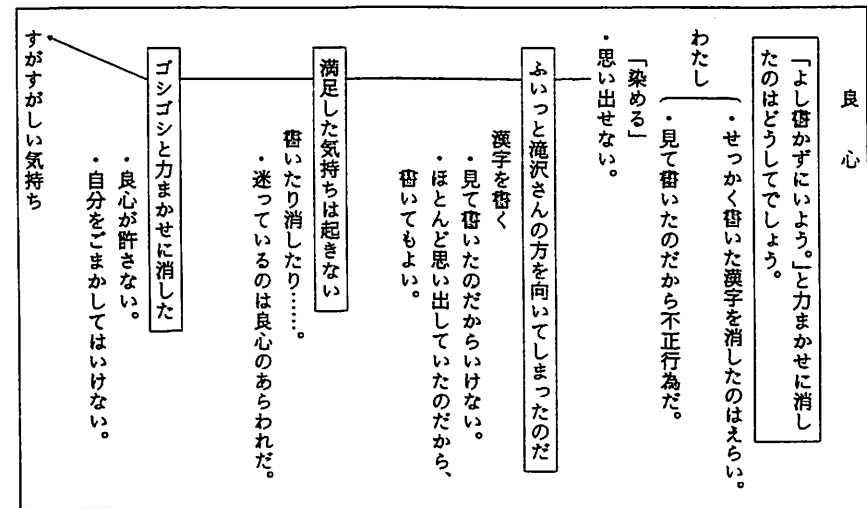 良心
「よし書かずにいよう。」と力まかせに消し
たのはどうしてでしょう。
・せっかく書いた漢字を消したのはえらい。
わたし
・見て書いたのだから不正行為だ。
「染める」
・思い出せない。
ふいっと滝沢さんの方を向いてしまったのだ
漢字を書く
・見て書いたのだからいけない。
・ほとんど思い出していたのだから、
書いてもよい。
満足した気持ちは起きない
書いたり消したり……。
・迷っているのは良心のあらわれだ。
ゴシゴシと力まかせに消した
・良心が許さない。
・自分をごまかしてはいけない。
すがすがしい気持ち